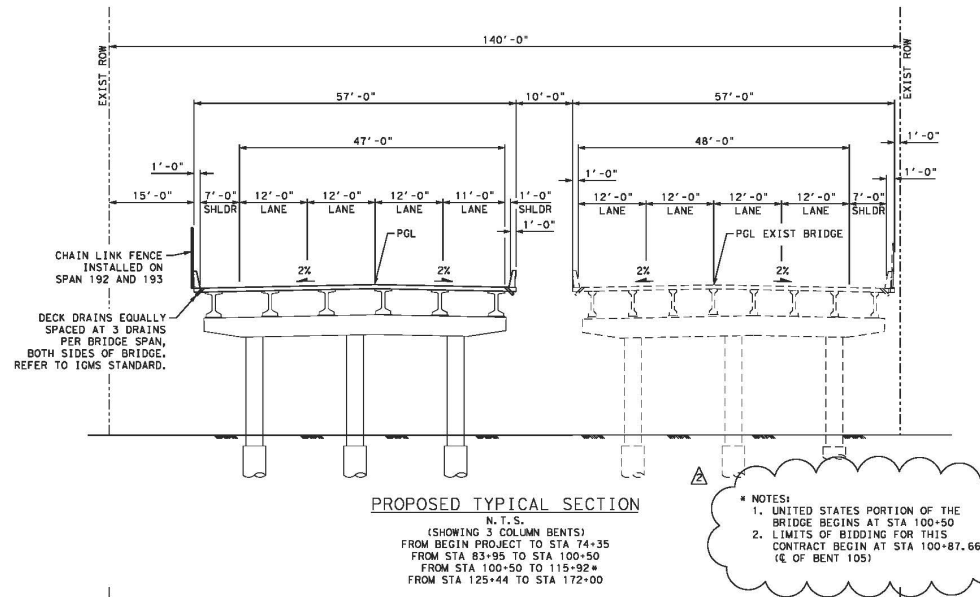 140'-0"
EXIST ROW
EXIST ROW
57'-0"
10'-0"
57'-0"
47'-0"
48'-0"
1'-0"
1'-0"
1'-0"
1'-0"
15'-0"
7'-0"
SHLDR
12'-0"
LANE
12'-0"
LANE
12'-0"
LANE
11'-0"
LANE
1'-0"
SHLDR
1'-0"
12'-0"
LANE
12'-0"
LANE
12'-0"
LANE
12'-0"
LANE
7'-0"
SHLDR
PGL
PGL EXIST BRIDGE
CHAIN LINK FENCE
INSTALLED ON
SPAN 192 AND 193
2%
2%
2%
2%
DECK DRAINS EQUALLY
SPACED AT 3 DRAINS
PER BRIDGE SPAN,
BOTH SIDES OF BRIDGE.
REFER TO IGMS STANDARD.
2
PROPOSED TYPICAL SECTION
N.T.S.
(SHOWING 3 COLUMN BENTS)
FROM BEGIN PROJECT TO STA 74+35
FROM STA 83+95 TO STA 100+50
FROM STA 100+50 TO 115+92*
FROM STA 125+44 TO STA 172+00
* NOTES:
1. UNITED STATES PORTION OF THE
BRIDGE BEGINS AT STA 100+50
2. LIMITS OF BIDDING FOR THIS
CONTRACT BEGIN AT STA 100+87.66
(℄ OF BENT 105)